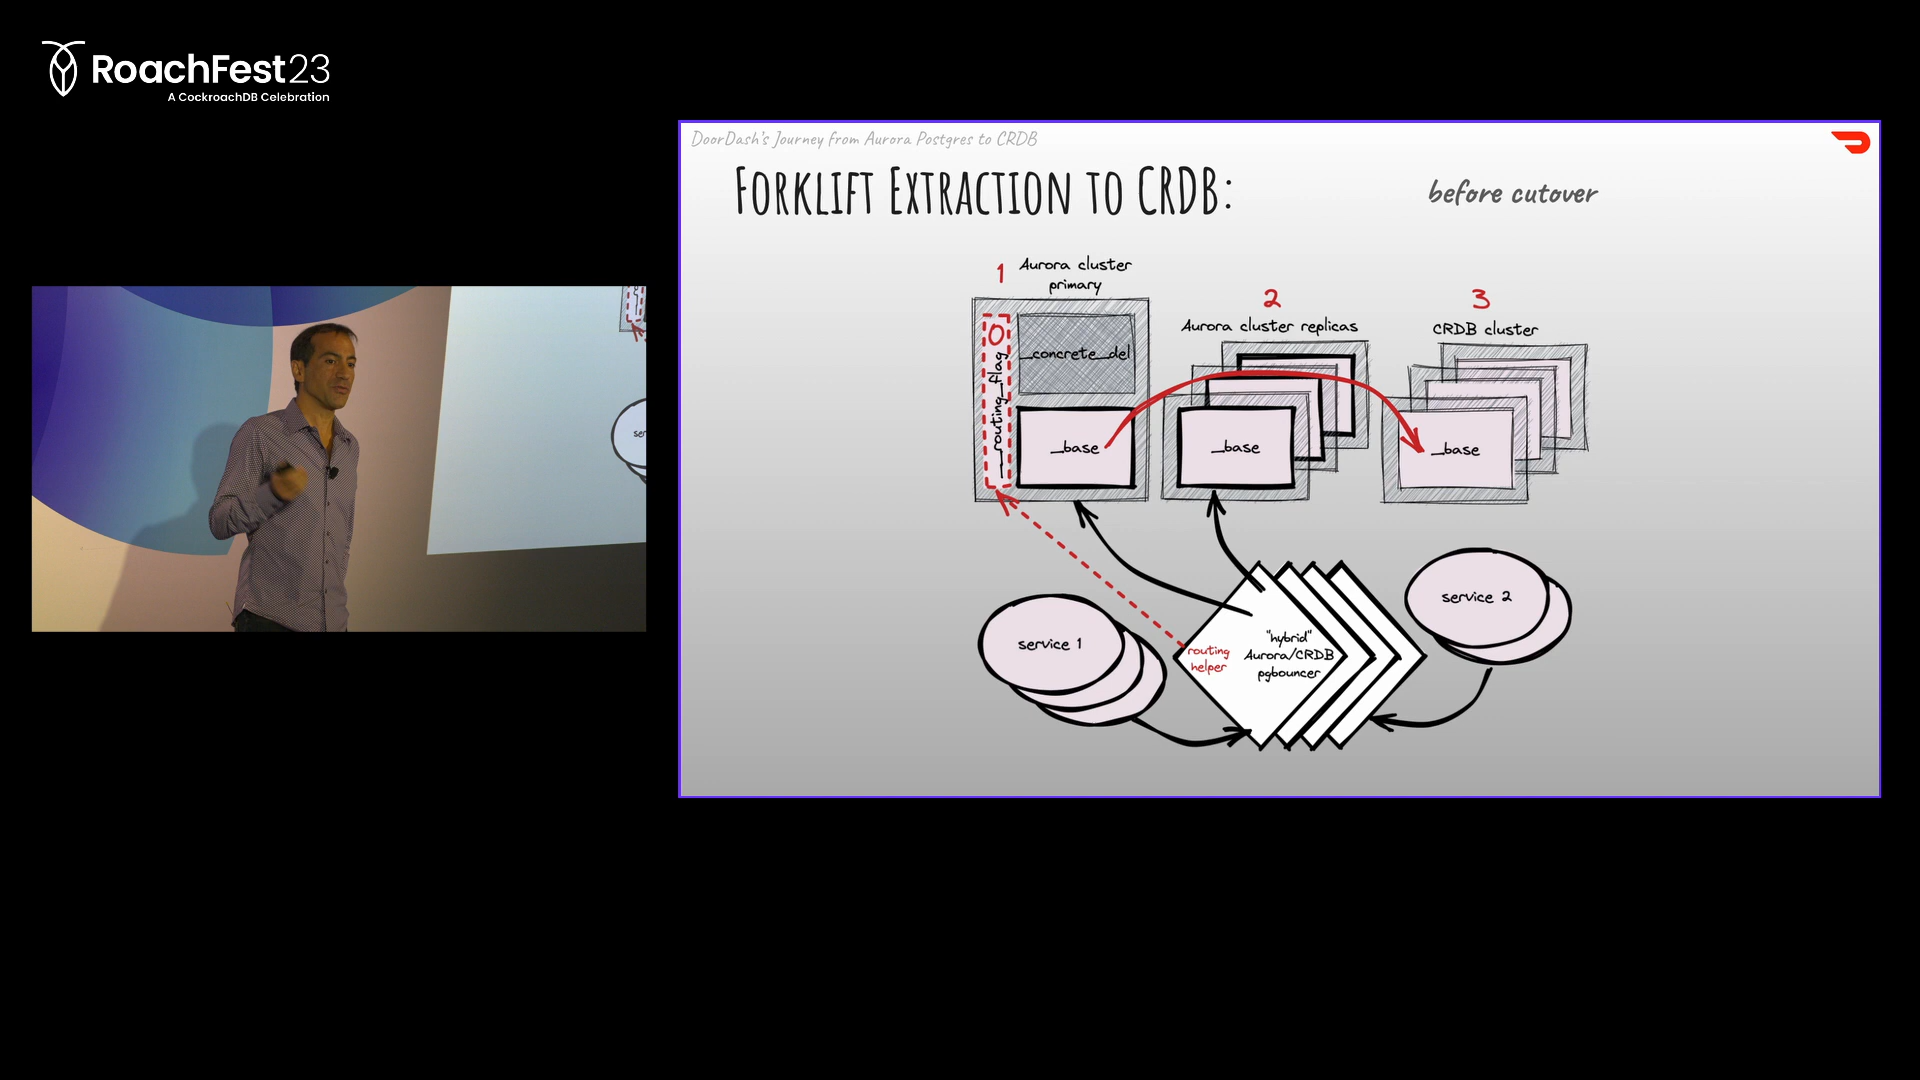 RoachFest23
A CockroachDB Celebration
DoorDash's Journey from Aurora Postgres to CRDB
FORKLIFT EXTRACTION TO CRDB:
before cutover
1
Aurora cluster
primary
2
Aurora cluster replicas
3
CRDB cluster
0
__routing_flag
_concrete_del
_base
_base
_base
service 1
routing
helper
"hybrid"
Aurora/CRDB
pgbouncer
service 2
ser